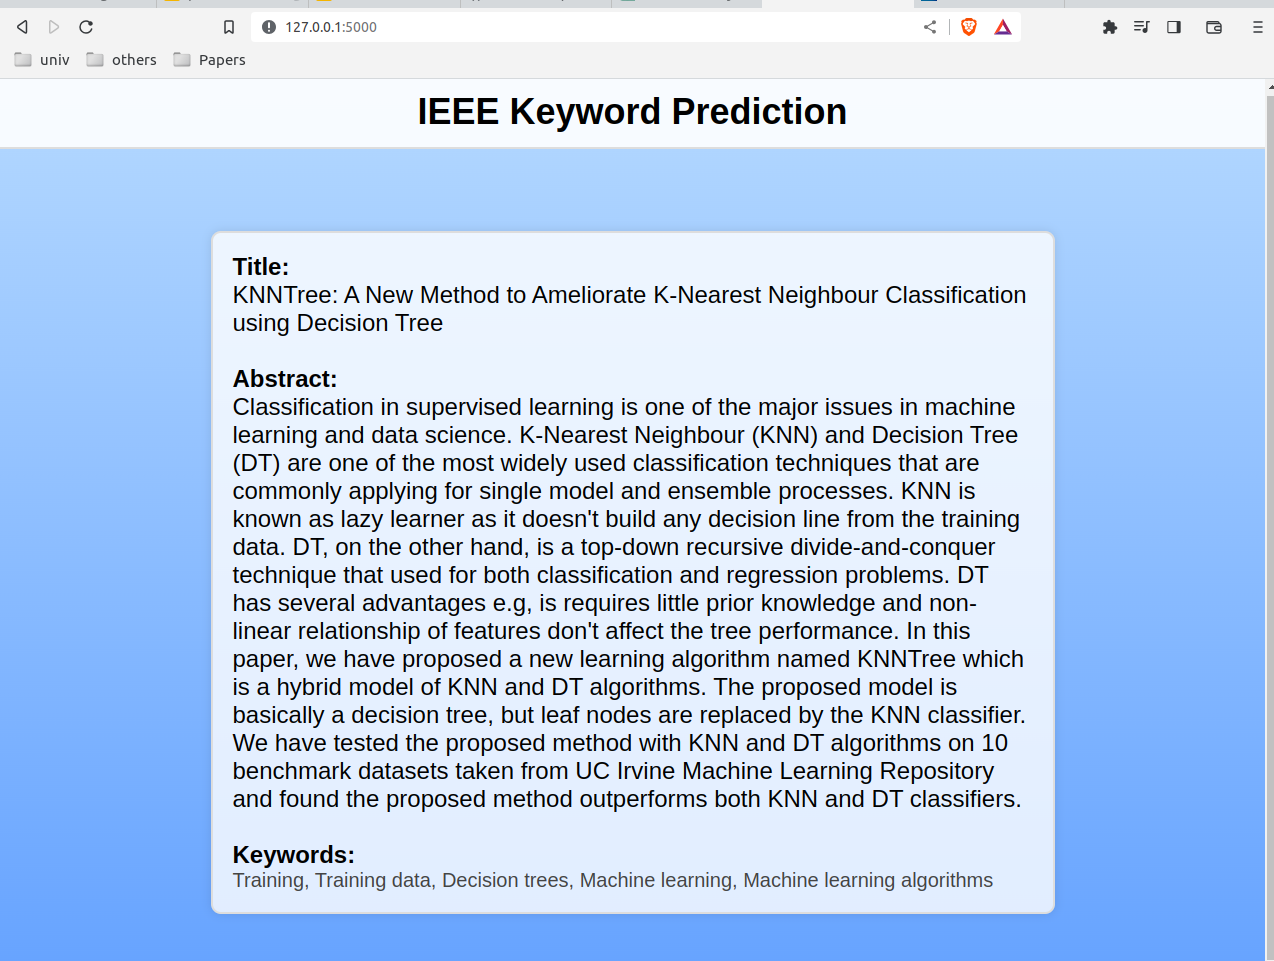 127.0.0.1:5000
univ others Papers
IEEE Keyword Prediction
Title:
KNNTree: A New Method to Ameliorate K-Nearest Neighbour Classification
using Decision Tree
Abstract:
Classification in supervised learning is one of the major issues in machine
learning and data science. K-Nearest Neighbour (KNN) and Decision Tree
(DT) are one of the most widely used classification techniques that are
commonly applying for single model and ensemble processes. KNN is
known as lazy learner as it doesn't build any decision line from the training
data. DT, on the other hand, is a top-down recursive divide-and-conquer
technique that used for both classification and regression problems. DT
has several advantages e.g, is requires little prior knowledge and non-
linear relationship of features don't affect the tree performance. In this
paper, we have proposed a new learning algorithm named KNNTree which
is a hybrid model of KNN and DT algorithms. The proposed model is
basically a decision tree, but leaf nodes are replaced by the KNN classifier.
We have tested the proposed method with KNN and DT algorithms on 10
benchmark datasets taken from UC Irvine Machine Learning Repository
and found the proposed method outperforms both KNN and DT classifiers.
Keywords:
Training, Training data, Decision trees, Machine learning, Machine learning algorithms